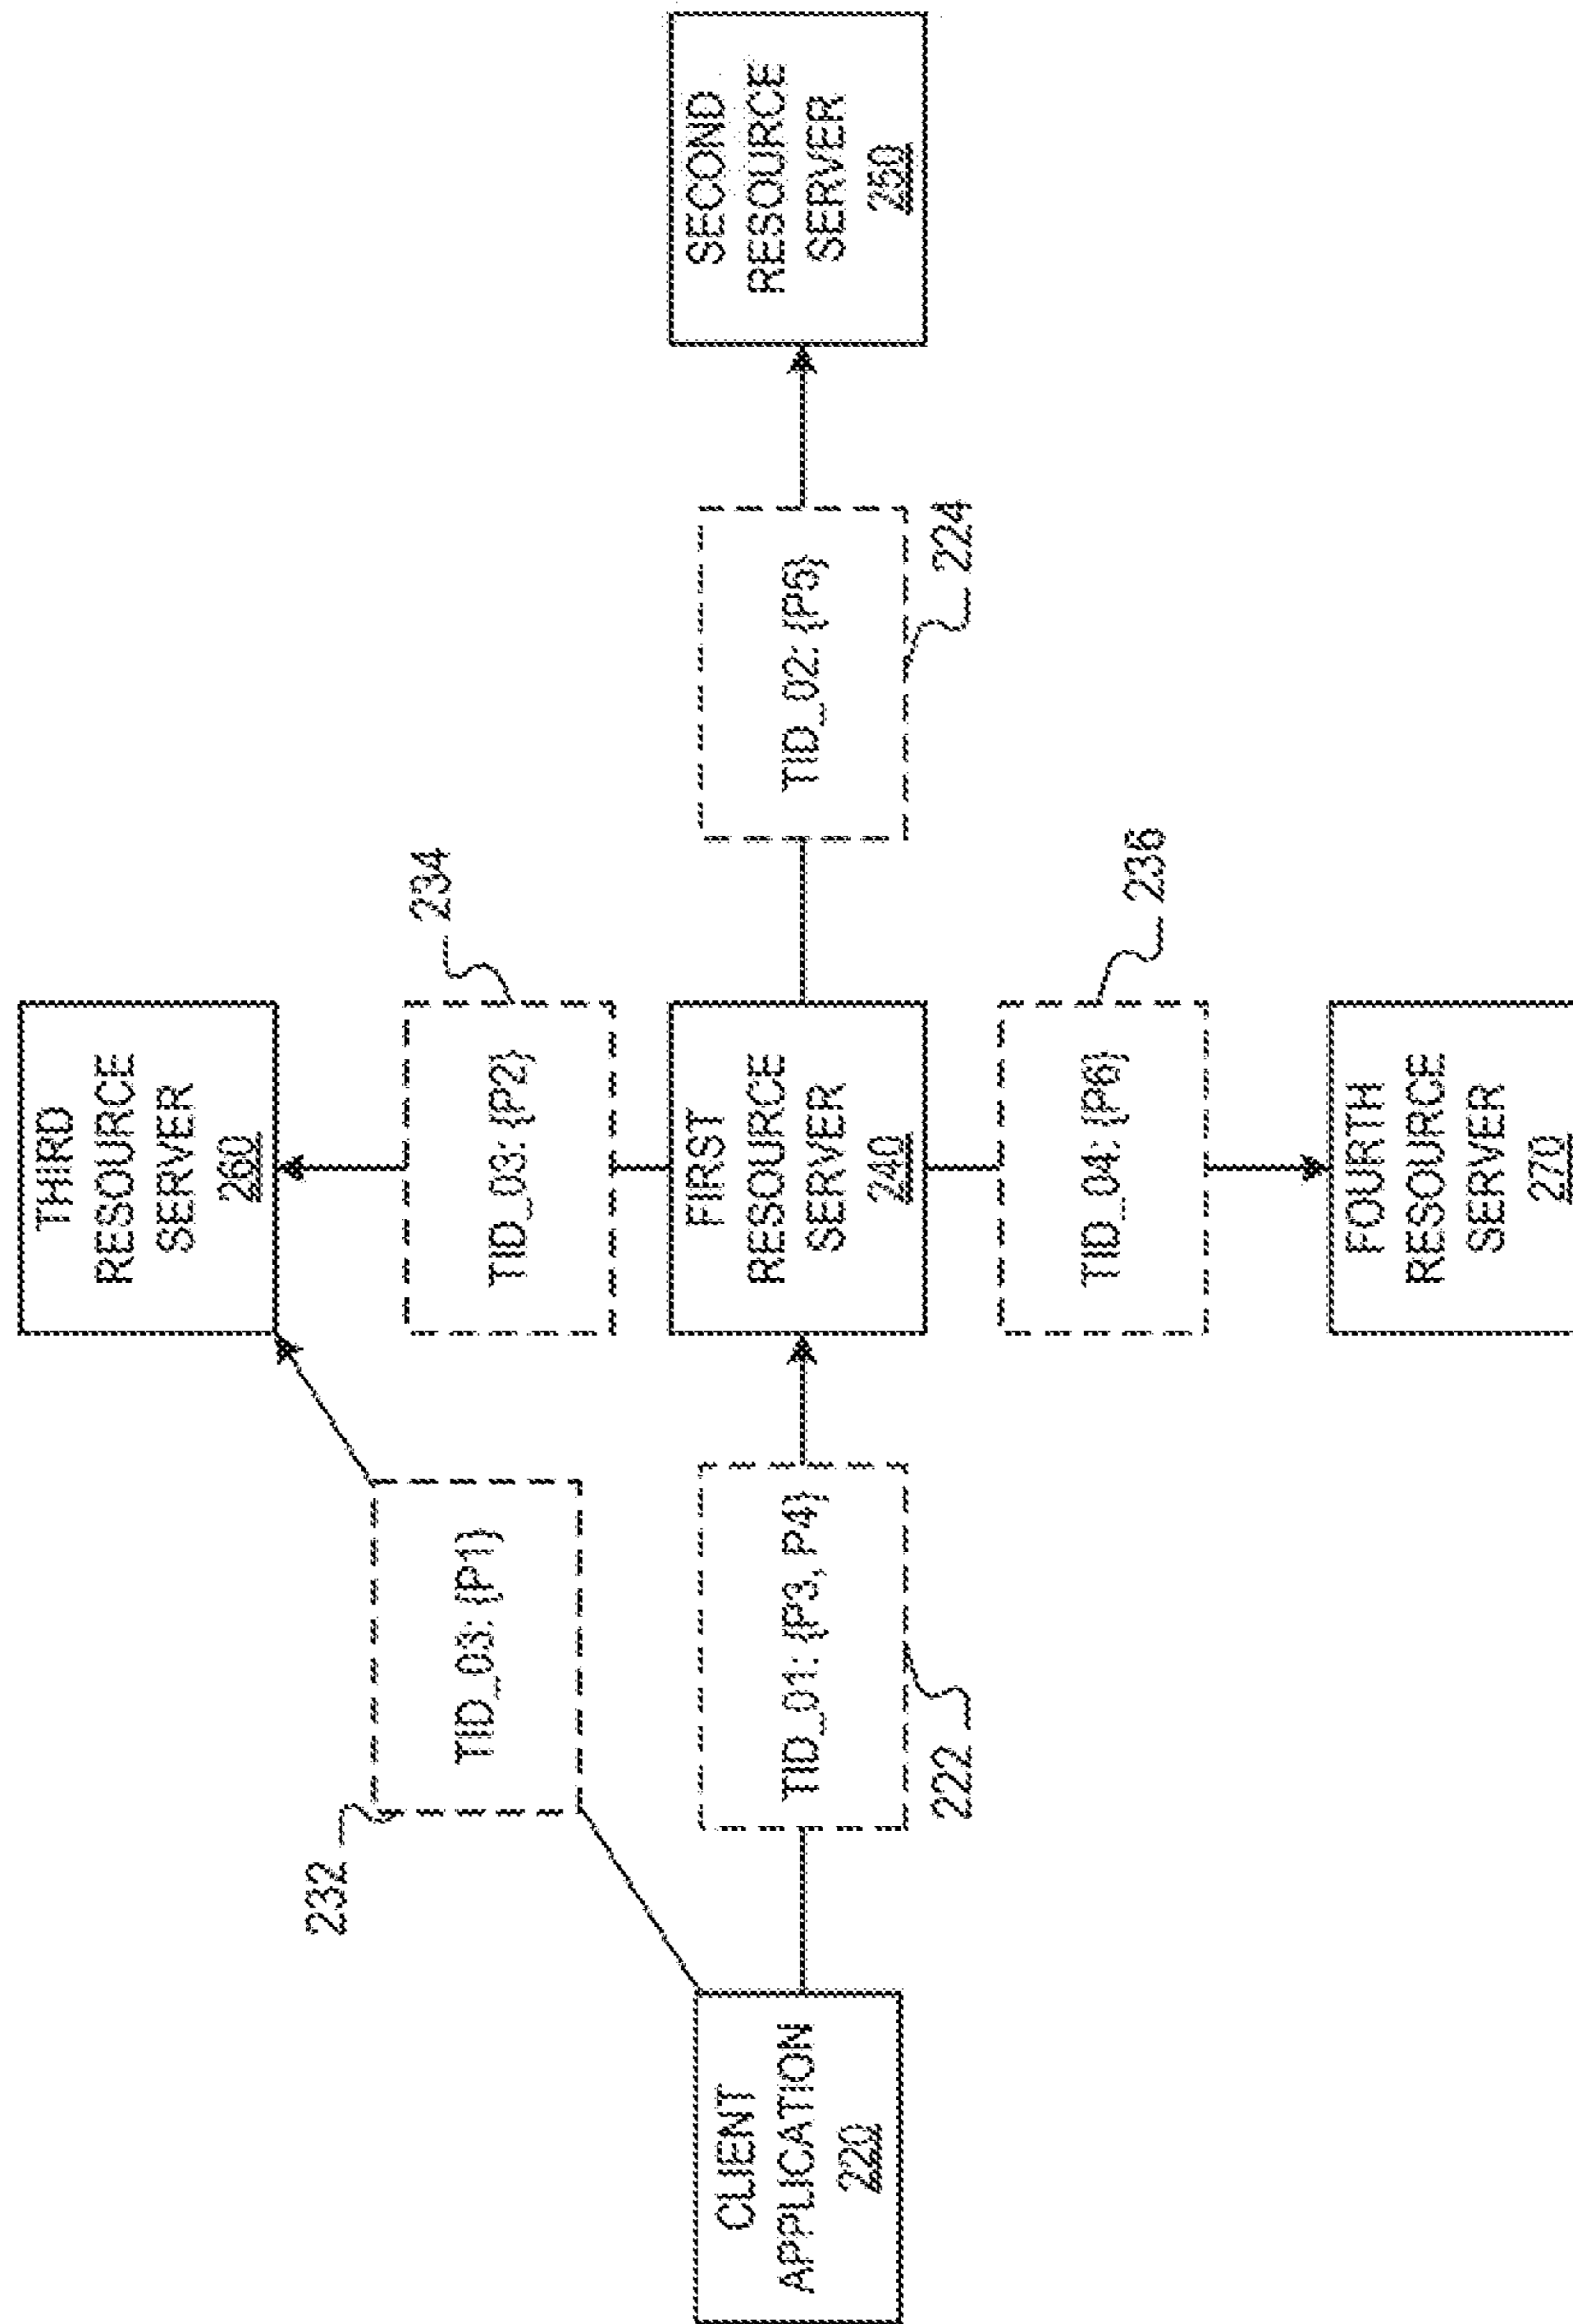 THIRD
RESOURCE
SERVER
260
232
234
TID_03: {P1}
TID_03: {P2}
CLIENT
APPLICATION
220
TID_01: {P3, P4}
FIRST
RESOURCE
SERVER
240
TID_02: {P5}
SECOND
RESOURCE
SERVER
250
222
224
TID_04: {P6}
236
FOURTH
RESOURCE
SERVER
270